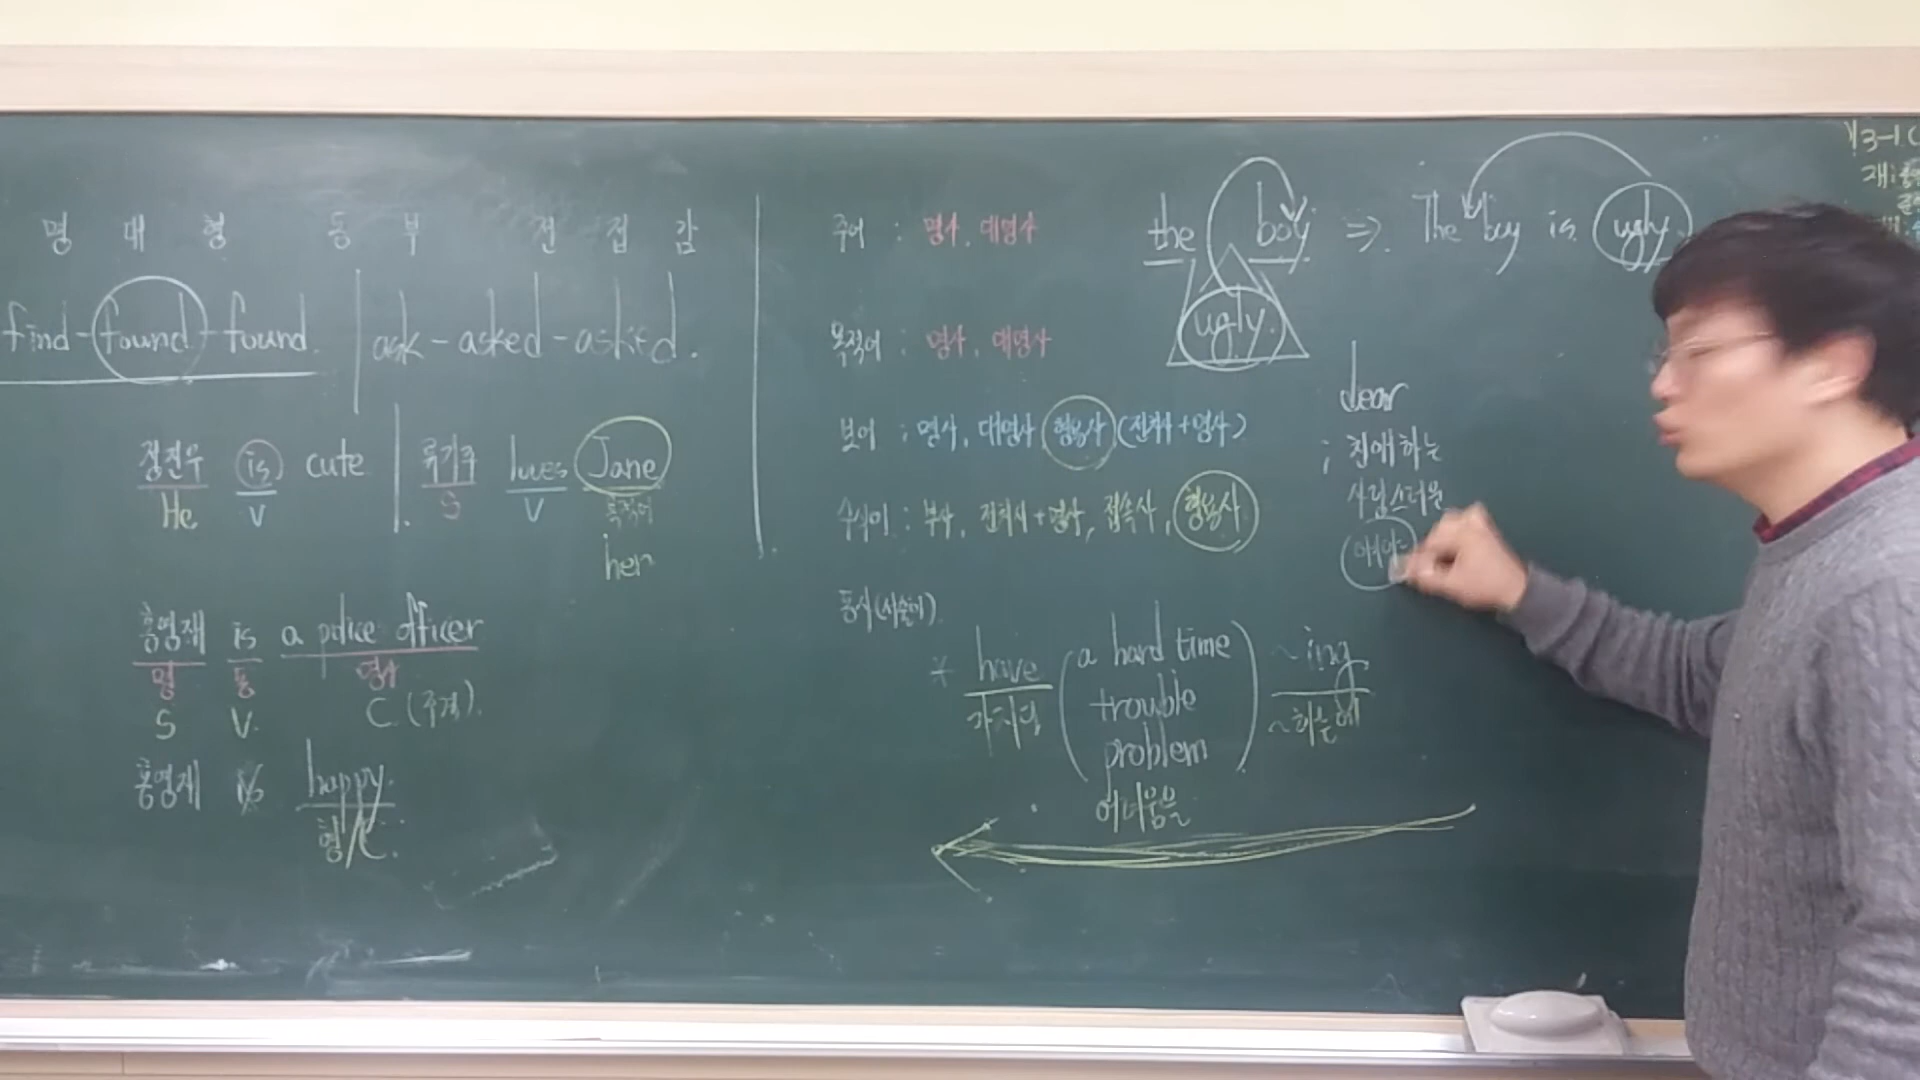 명 대 형 동 부 전 접 감
find - found - found.
ask - asked - asked.
정진우 is cute
He V
류기주 loves Jane
S V 목적어
her
홍영재 is a police officer
명 동 명사
S V. C. (주격).
홍영재 is happy.
형/C.
주어 : 명사, 대명사
목적어 : 명사, 대명사
보어 : 명사, 대명사 형용사 (전치사+명사)
수식어 : 부사, 전치사+명사, 접속사, 형용사
동사(서술어).
the boy ⇒ The boy is ugly.
ugly.
dear
; 친애하는
사랑스러운
* have (a hard time trouble problem) ~ing
가지다 어려움을 ~하는데
13-1(
재: